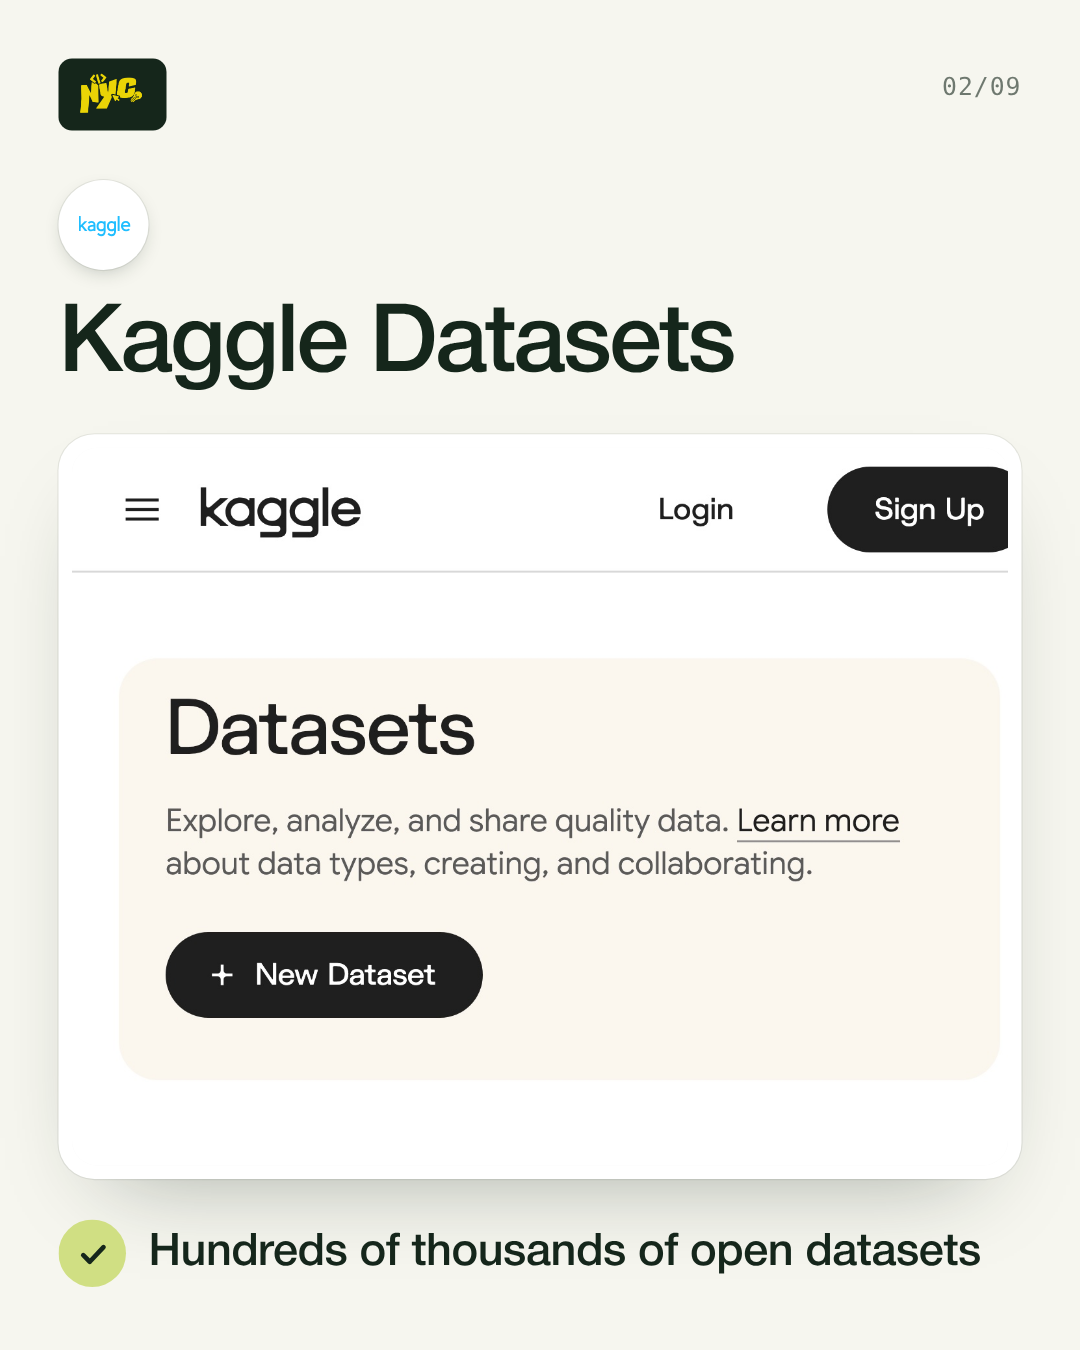 NYC
02/09
kaggle
Kaggle Datasets
kaggle
Login
Sign Up
Datasets
Explore, analyze, and share quality data. Learn more
about data types, creating, and collaborating.
+ New Dataset
Hundreds of thousands of open datasets